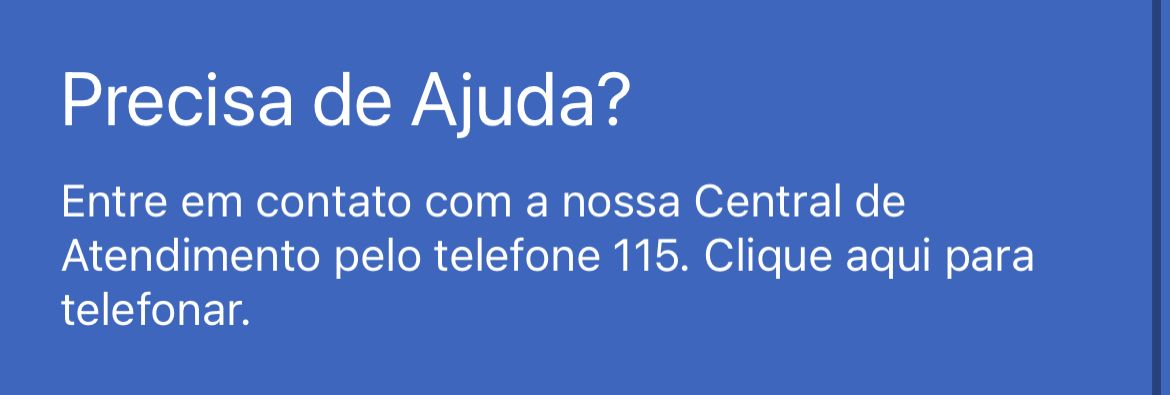 Precisa de Ajuda?
Entre em contato com a nossa Central de
Atendimento pelo telefone 115. Clique aqui para
telefonar.